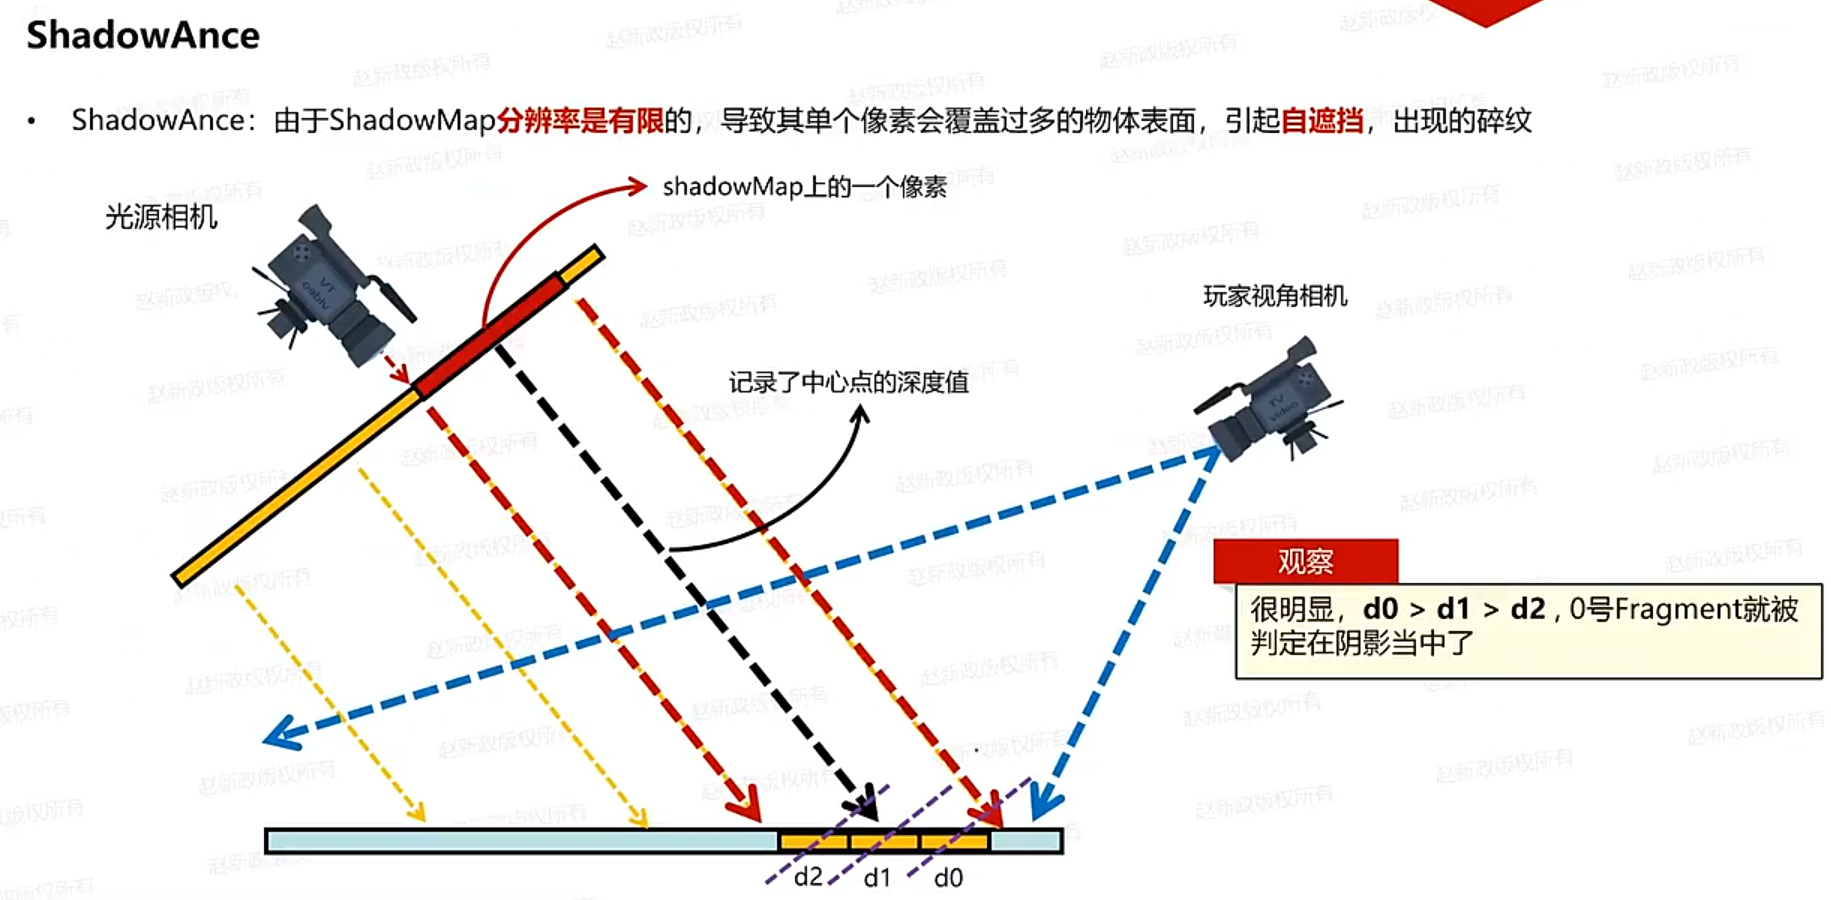 ShadowAnce
• ShadowAnce：由于ShadowMap分辨率是有限的，导致其单个像素会覆盖过多的物体表面，引起自遮挡，出现的碎纹
shadowMap上的一个像素
光源相机
玩家视角相机
记录了中心点的深度值
观察
很明显，d0 > d1 > d2 , 0号Fragment就被
判定在阴影当中了
d2 d1 d0
赵新政版权所有